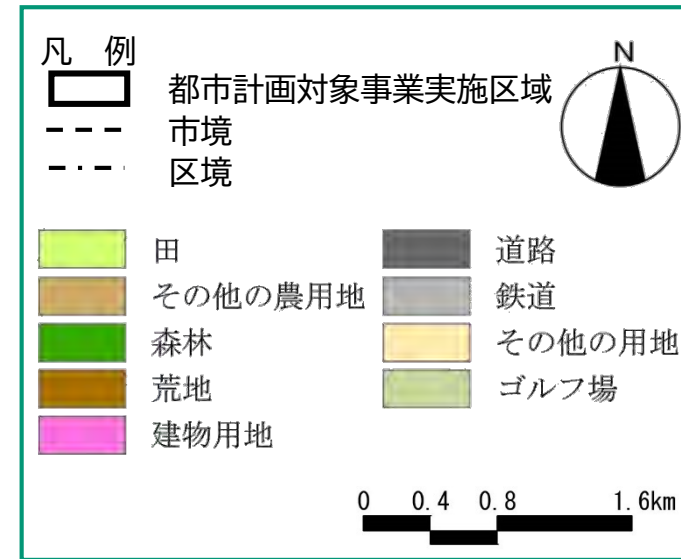 凡　例
N
都市計画対象事業実施区域
市境
区境
田
その他の農用地
森林
荒地
建物用地
道路
鉄道
その他の用地
ゴルフ場
0 0.4 0.8 1.6km